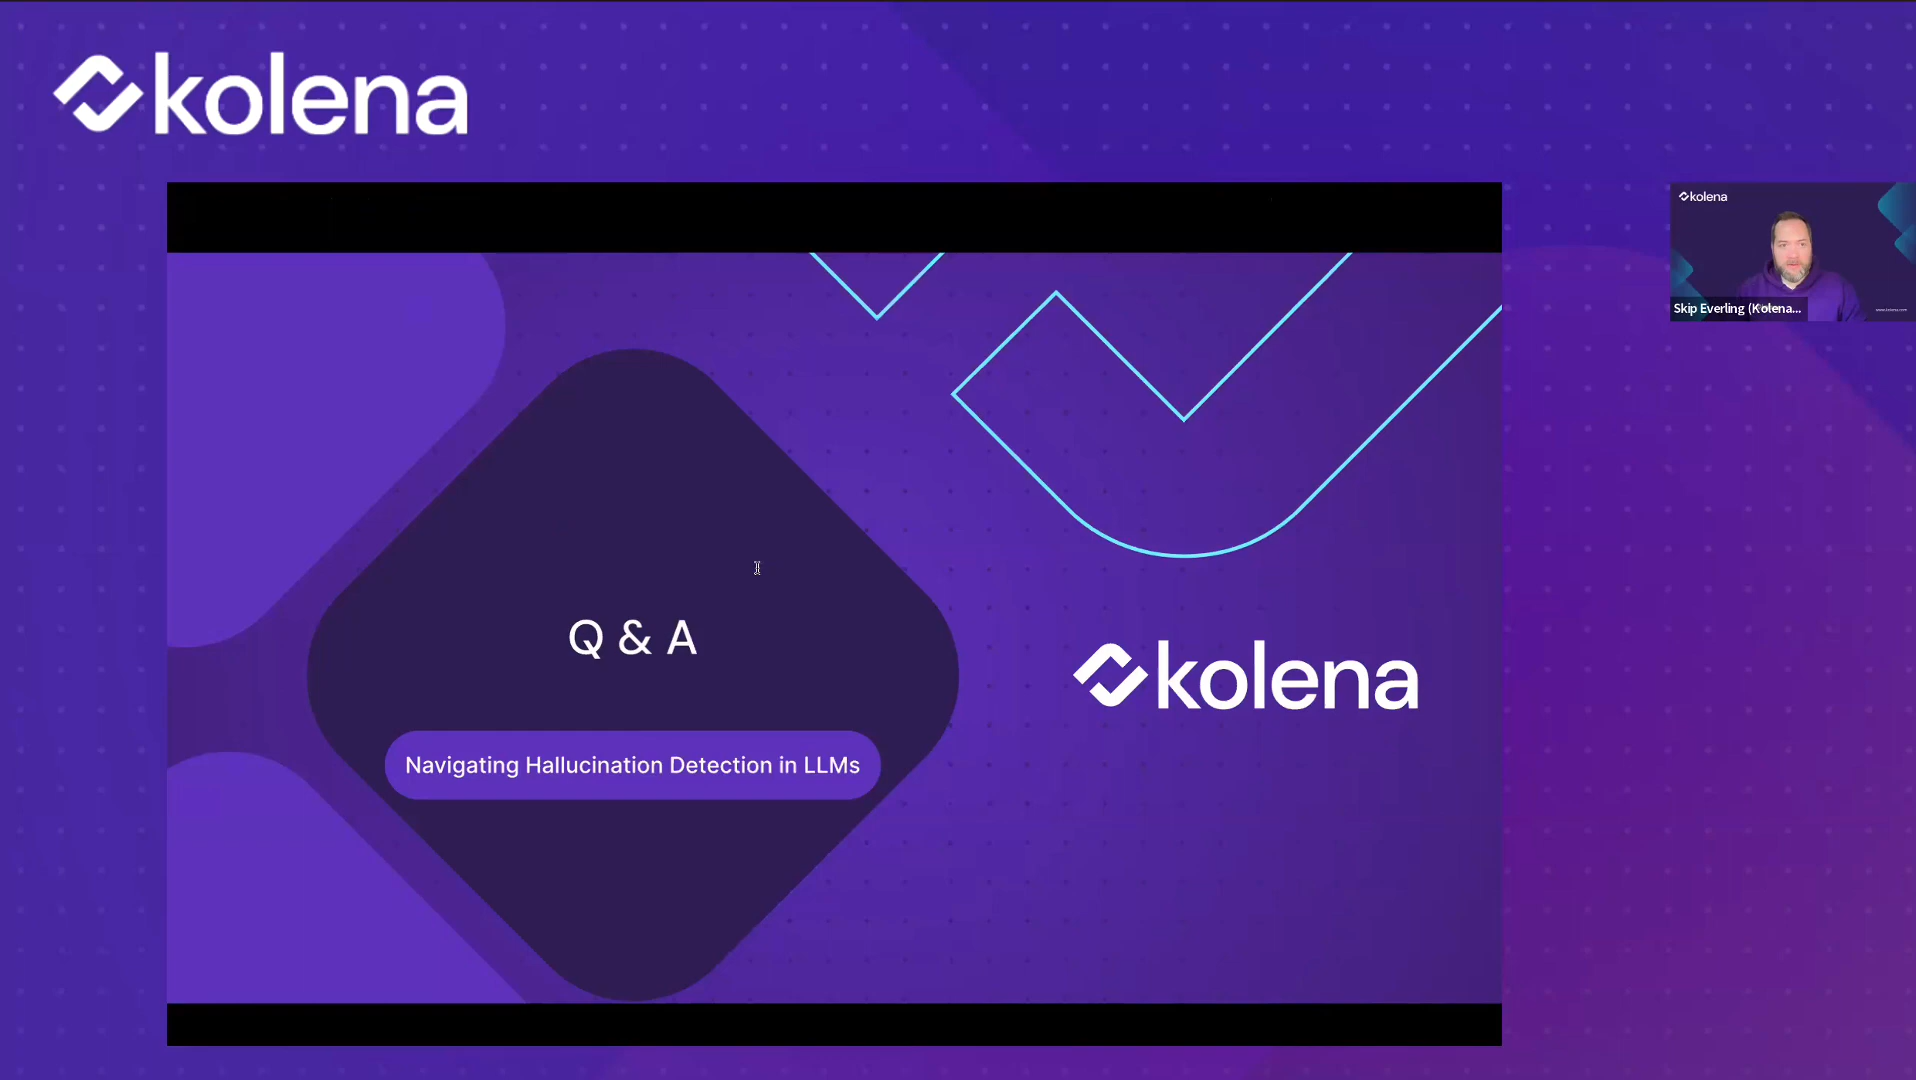 kolena
kolena
Skip Everling (Kolena...
Q & A
kolena
Navigating Hallucination Detection in LLMs